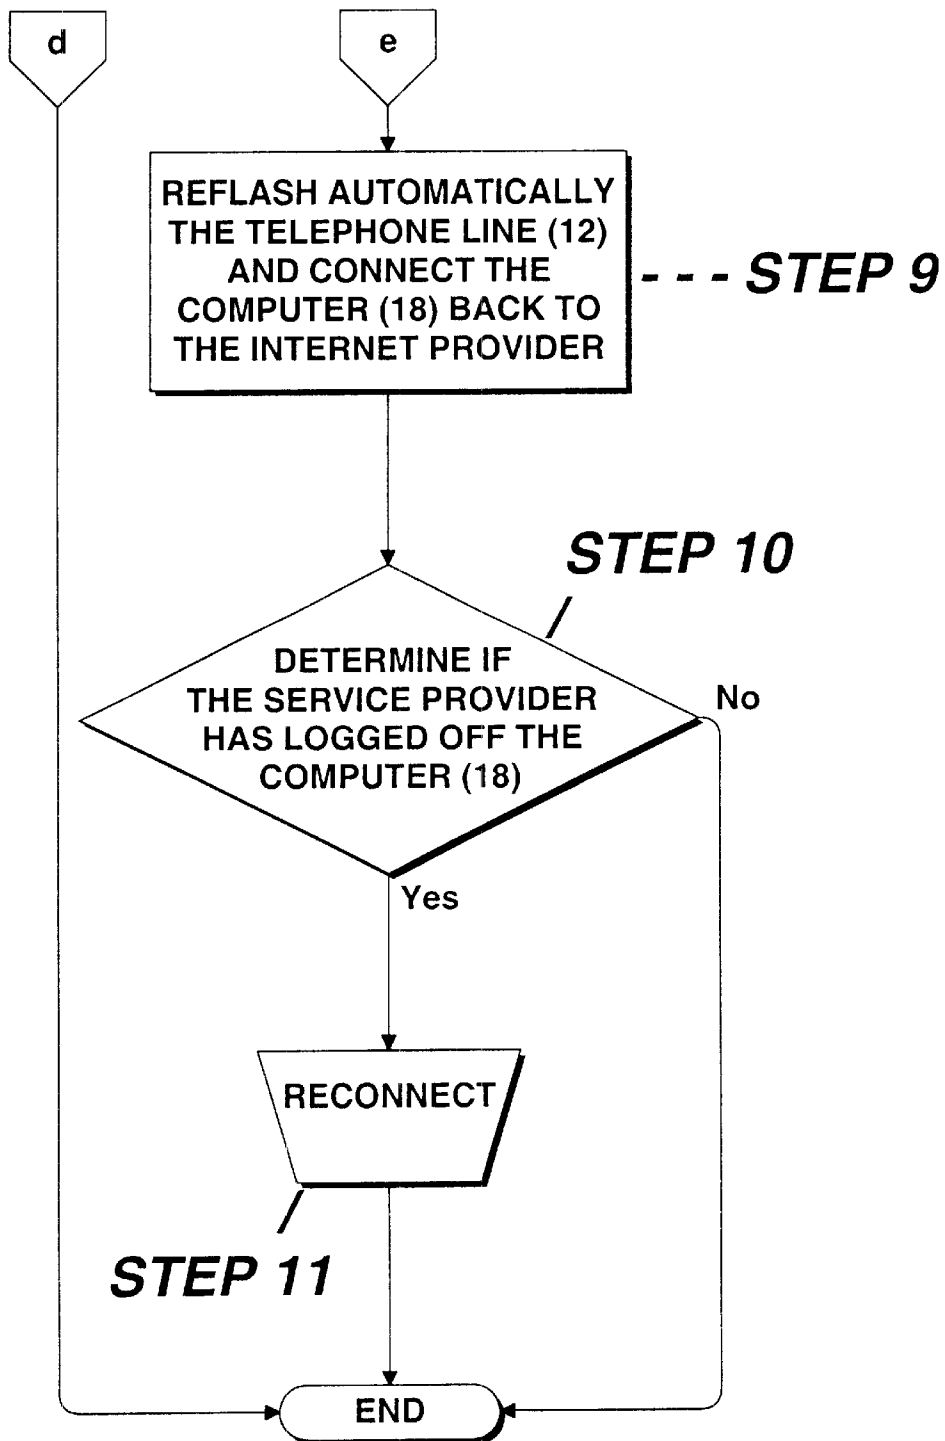 d
e
REFLASH AUTOMATICALLY
THE TELEPHONE LINE (12)
AND CONNECT THE
COMPUTER (18) BACK TO
THE INTERNET PROVIDER
STEP 9
STEP 10
DETERMINE IF
THE SERVICE PROVIDER
HAS LOGGED OFF THE
COMPUTER (18)
No
Yes
RECONNECT
STEP 11
END